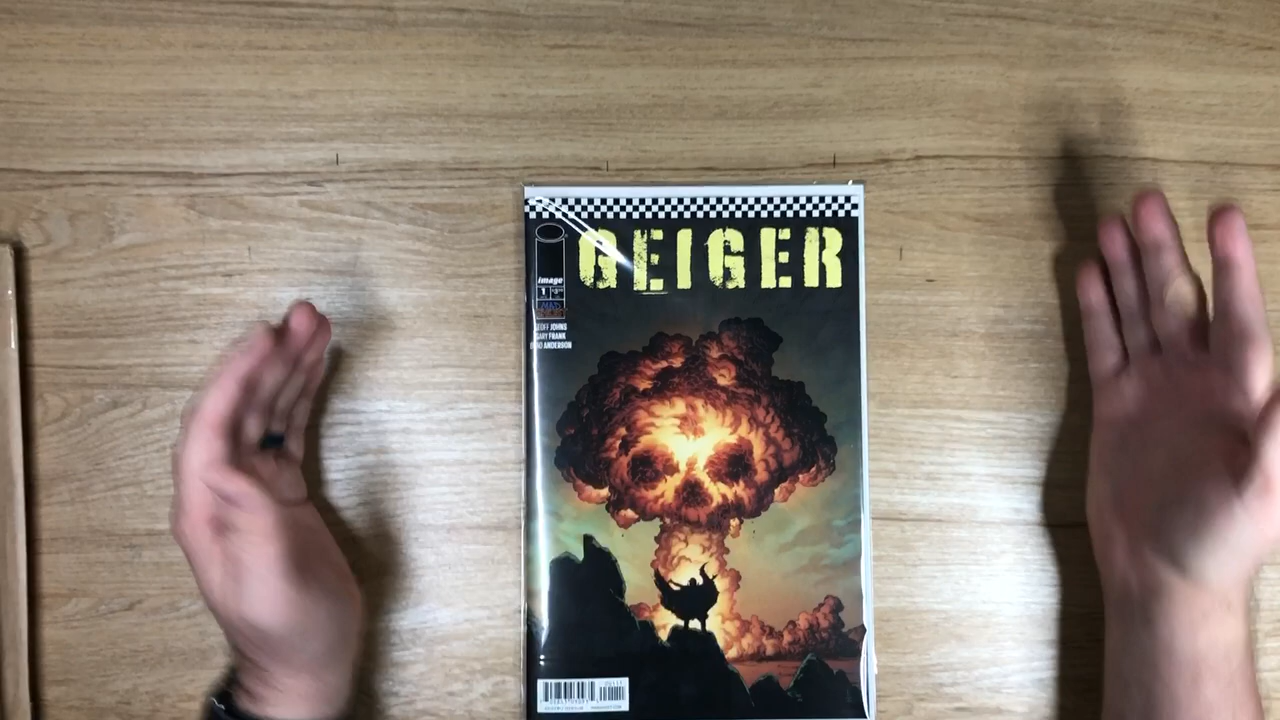 GEIGER
image
1
GEOFF JOHNS
GARY FRANK
BRAD ANDERSON